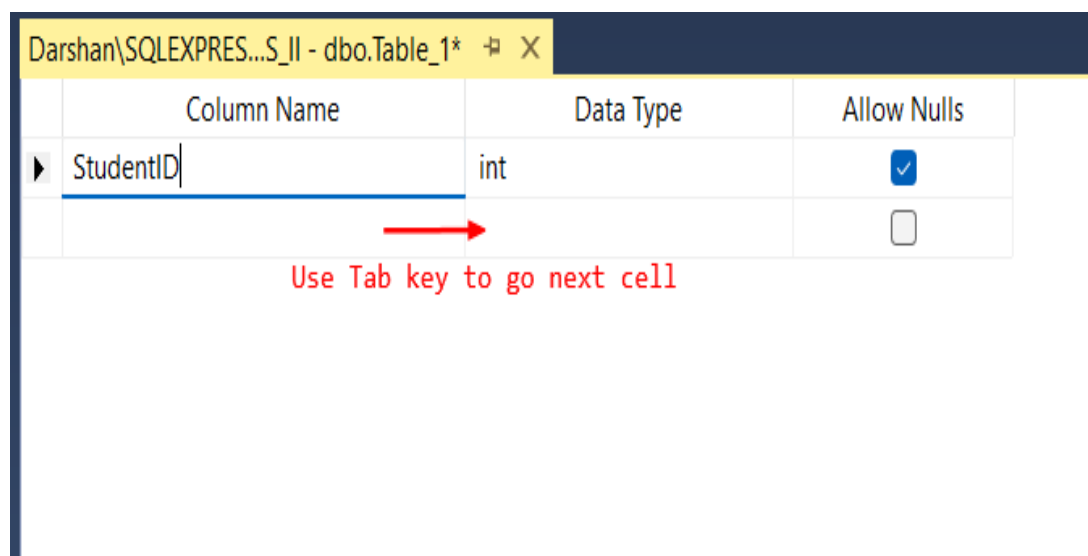 Darshan\SQLEXPRES...S_II - dbo.Table_1*
Column Name Data Type Allow Nulls
StudentID int
Use Tab key to go next cell